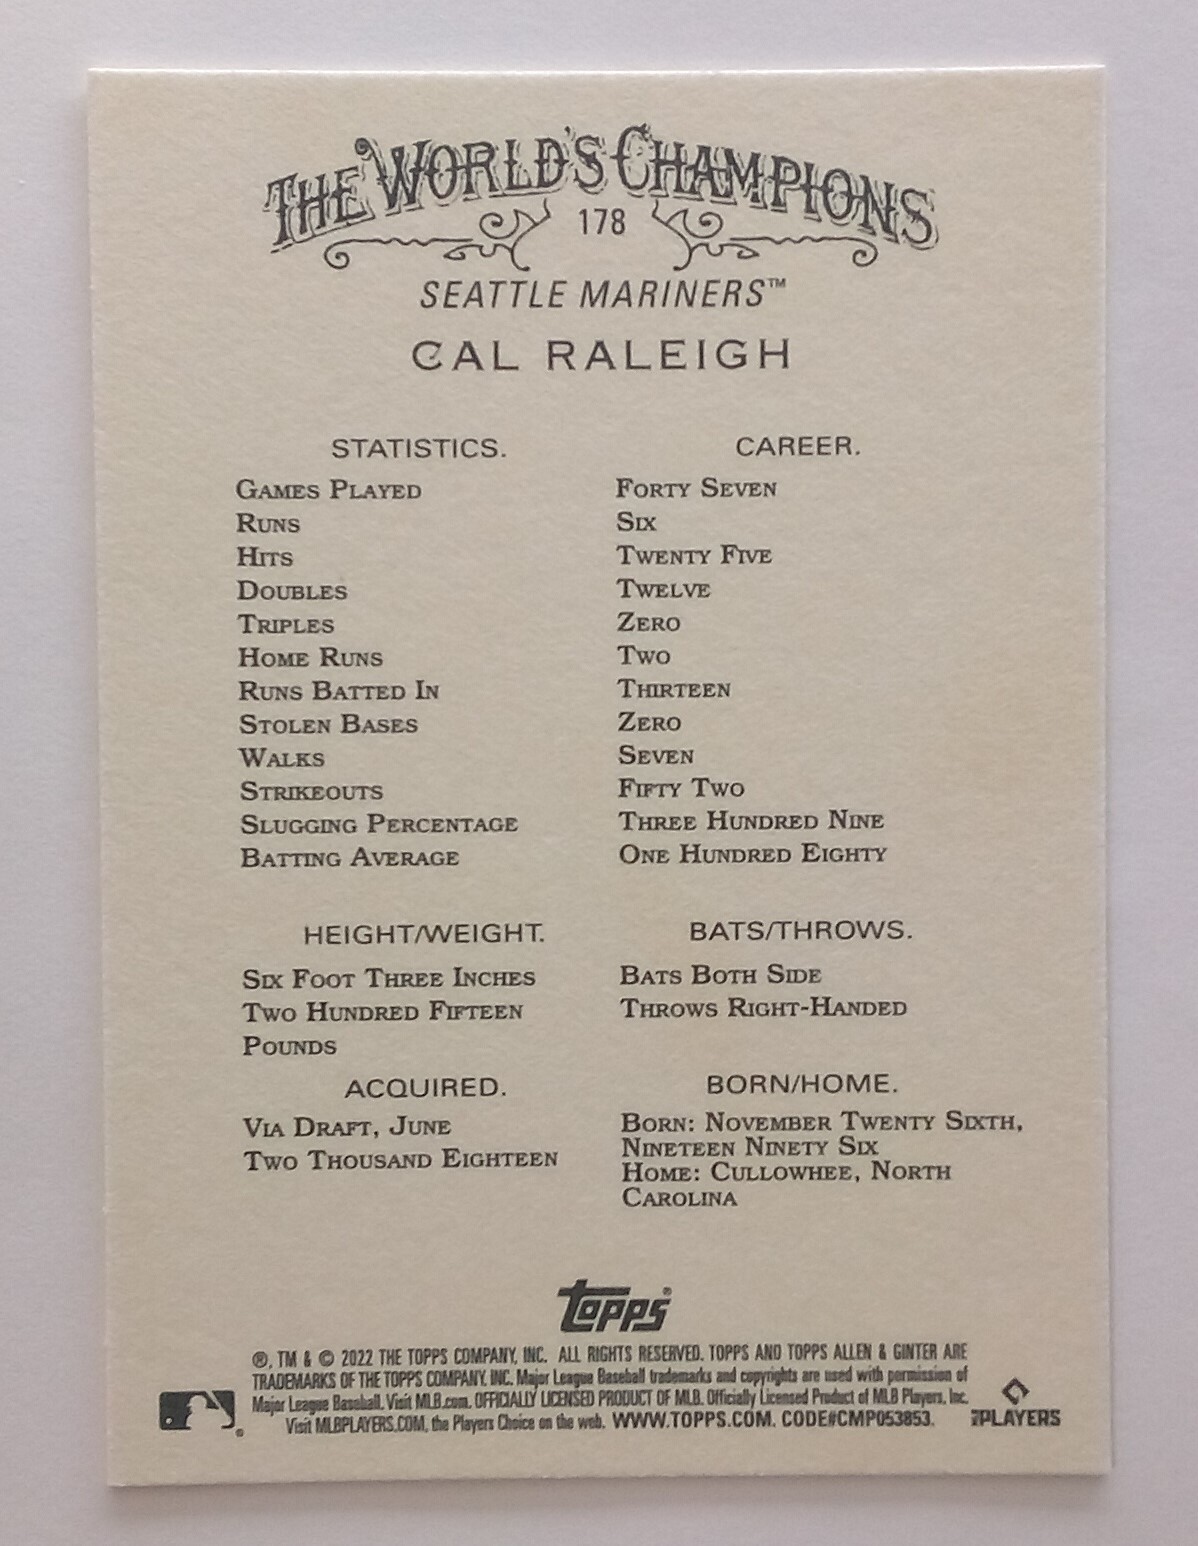 THE WORLD'S CHAMPIONS
178
SEATTLE MARINERS™
CAL RALEIGH
STATISTICS. CAREER.
GAMES PLAYED FORTY SEVEN
RUNS SIX
HITS TWENTY FIVE
DOUBLES TWELVE
TRIPLES ZERO
HOME RUNS TWO
RUNS BATTED IN THIRTEEN
STOLEN BASES ZERO
WALKS SEVEN
STRIKEOUTS FIFTY TWO
SLUGGING PERCENTAGE THREE HUNDRED NINE
BATTING AVERAGE ONE HUNDRED EIGHTY
HEIGHT/WEIGHT.
SIX FOOT THREE INCHES
TWO HUNDRED FIFTEEN
POUNDS
BATS/THROWS.
BATS BOTH SIDE
THROWS RIGHT-HANDED
ACQUIRED.
VIA DRAFT, JUNE
TWO THOUSAND EIGHTEEN
BORN/HOME.
BORN: NOVEMBER TWENTY SIXTH,
NINETEEN NINETY SIX
HOME: CULLOWHEE, NORTH
CAROLINA
topps®
®, TM & © 2022 THE TOPPS COMPANY, INC. ALL RIGHTS RESERVED. TOPPS AND TOPPS ALLEN & GINTER ARE
TRADEMARKS OF THE TOPPS COMPANY, INC. Major League Baseball trademarks and copyrights are used with permission of
Major League Baseball. Visit MLB.com. OFFICIALLY LICENSED PRODUCT OF MLB. Officially Licensed Product of MLB Players, Inc.
Visit MLBPLAYERS.COM, the Players Choice on the web. WWW.TOPPS.COM. CODE#CMP053853.
PLAYERS